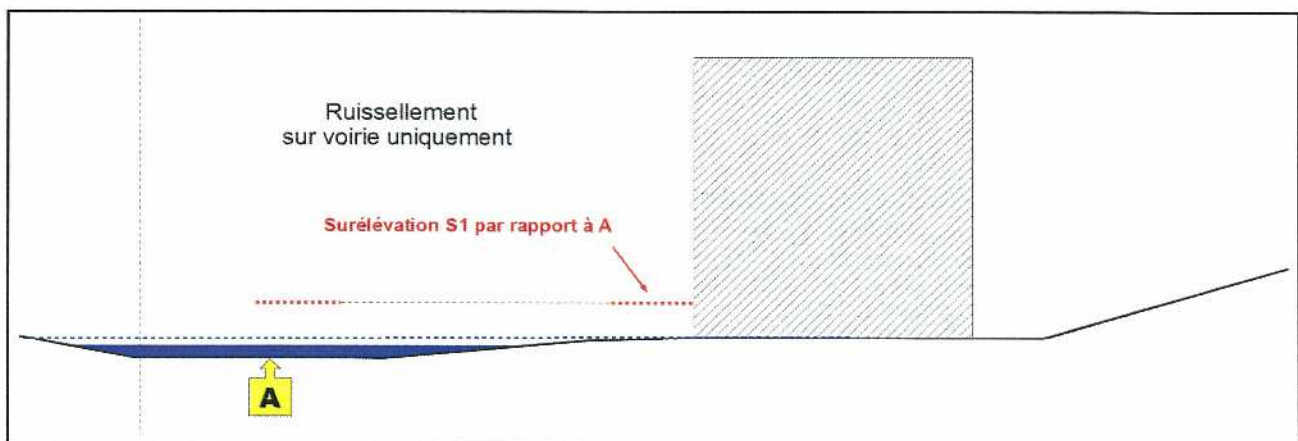 Ruissellement
sur voirie uniquement
Surélévation S1 par rapport à A
A